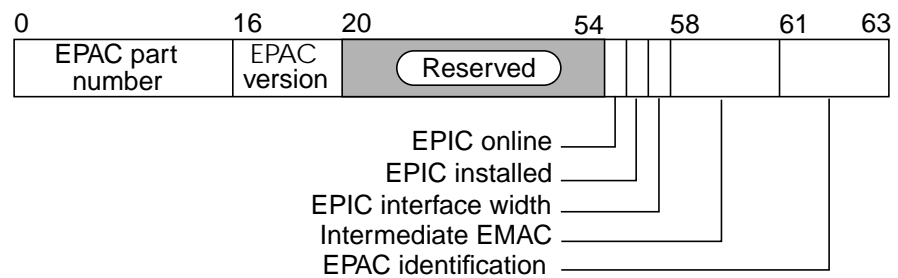 0 16 20 54 58 61 63
EPAC part
number
EPAC
version
Reserved
EPIC online
EPIC installed
EPIC interface width
Intermediate EMAC
EPAC identification